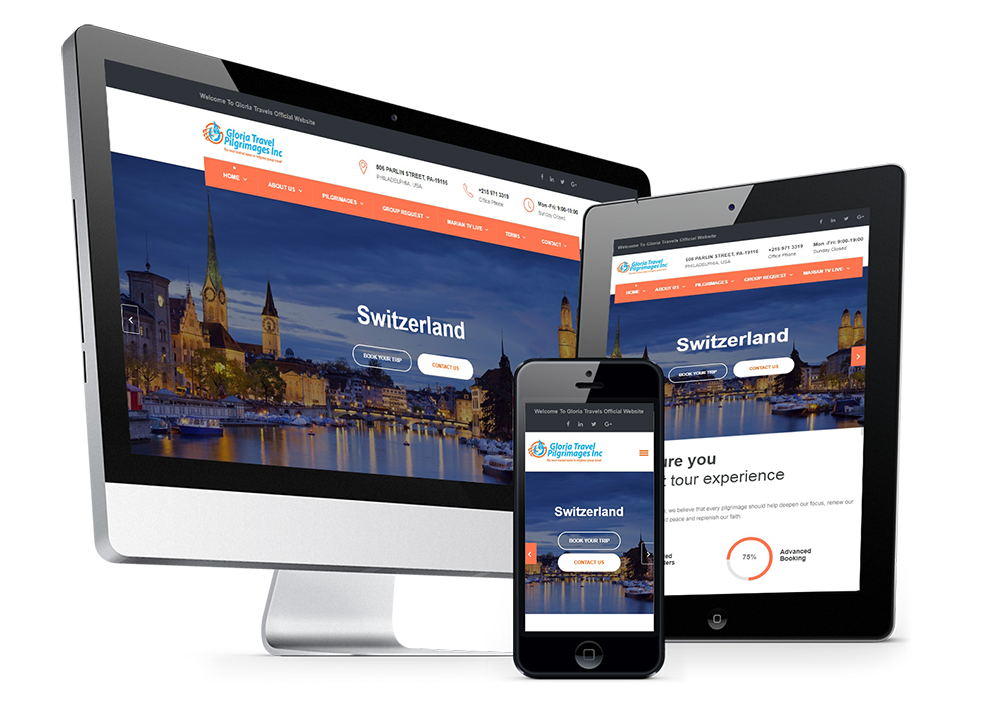 Welcome To Gloria Travels Official Website
Gloria Travel
Pilgrimages Inc
506 PARLIN STREET, PA-19116
PHILADELPHIA, USA.
+215 971 3319
Office Phone
Mon -Fri: 9:00-19:00
Sunday Closed
HOME
ABOUT US
PILGRIMAGES
GROUP REQUEST
MARIAN TV LIVE
TERMS
CONTACT
Switzerland
BOOK YOUR TRIP
CONTACT US
Welcome To Gloria Travels Official Website
Gloria Travel
Pilgrimages Inc
506 PARLIN STREET, PA-19116
PHILADELPHIA, USA
+215 971 3319
Office Phone
Mon -Fri: 9:00-19:00
Sunday Closed
HOME
ABOUT US
PILGRIMAGES
GROUP REQUEST
MARIAN TV LIVE
Switzerland
BOOK YOUR TRIP
CONTACT US
ure you
t tour experience
, we believe that every pilgrimage should help deepen our focus, renew our
peace and replenish our faith.
75%
Advanced
Booking
Welcome To Gloria Travels Official Website
Gloria Travel
Pilgrimages Inc
Switzerland
BOOK YOUR TRIP
CONTACT US